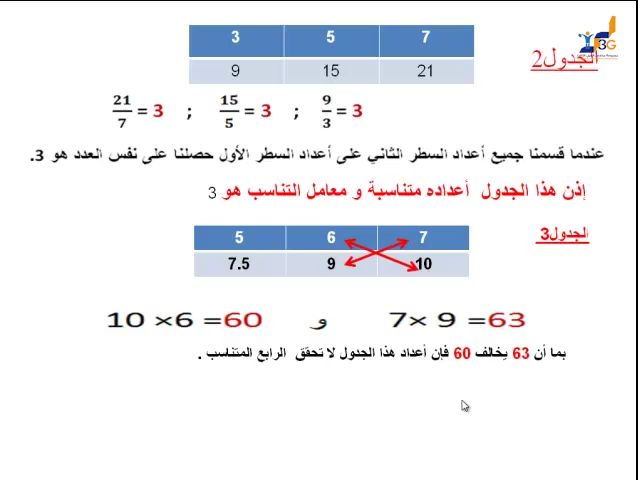 3 5 7
9 15 21
الجدول2
21/7 = 3 ; 15/5 = 3 ; 9/3 = 3
عندما قسمنا جميع أعداد السطر الثاني على أعداد السطر الأول حصلنا على نفس العدد هو 3.
إذن هذا الجدول أعداده متناسبة و معامل التناسب هو 3
الجدول3
5 6 7
7.5 9 10
10 ×6 =60 و 7× 9 =63
بما أن 63 يخالف 60 فإن أعداد هذا الجدول لا تحقق الرابع المتناسب .